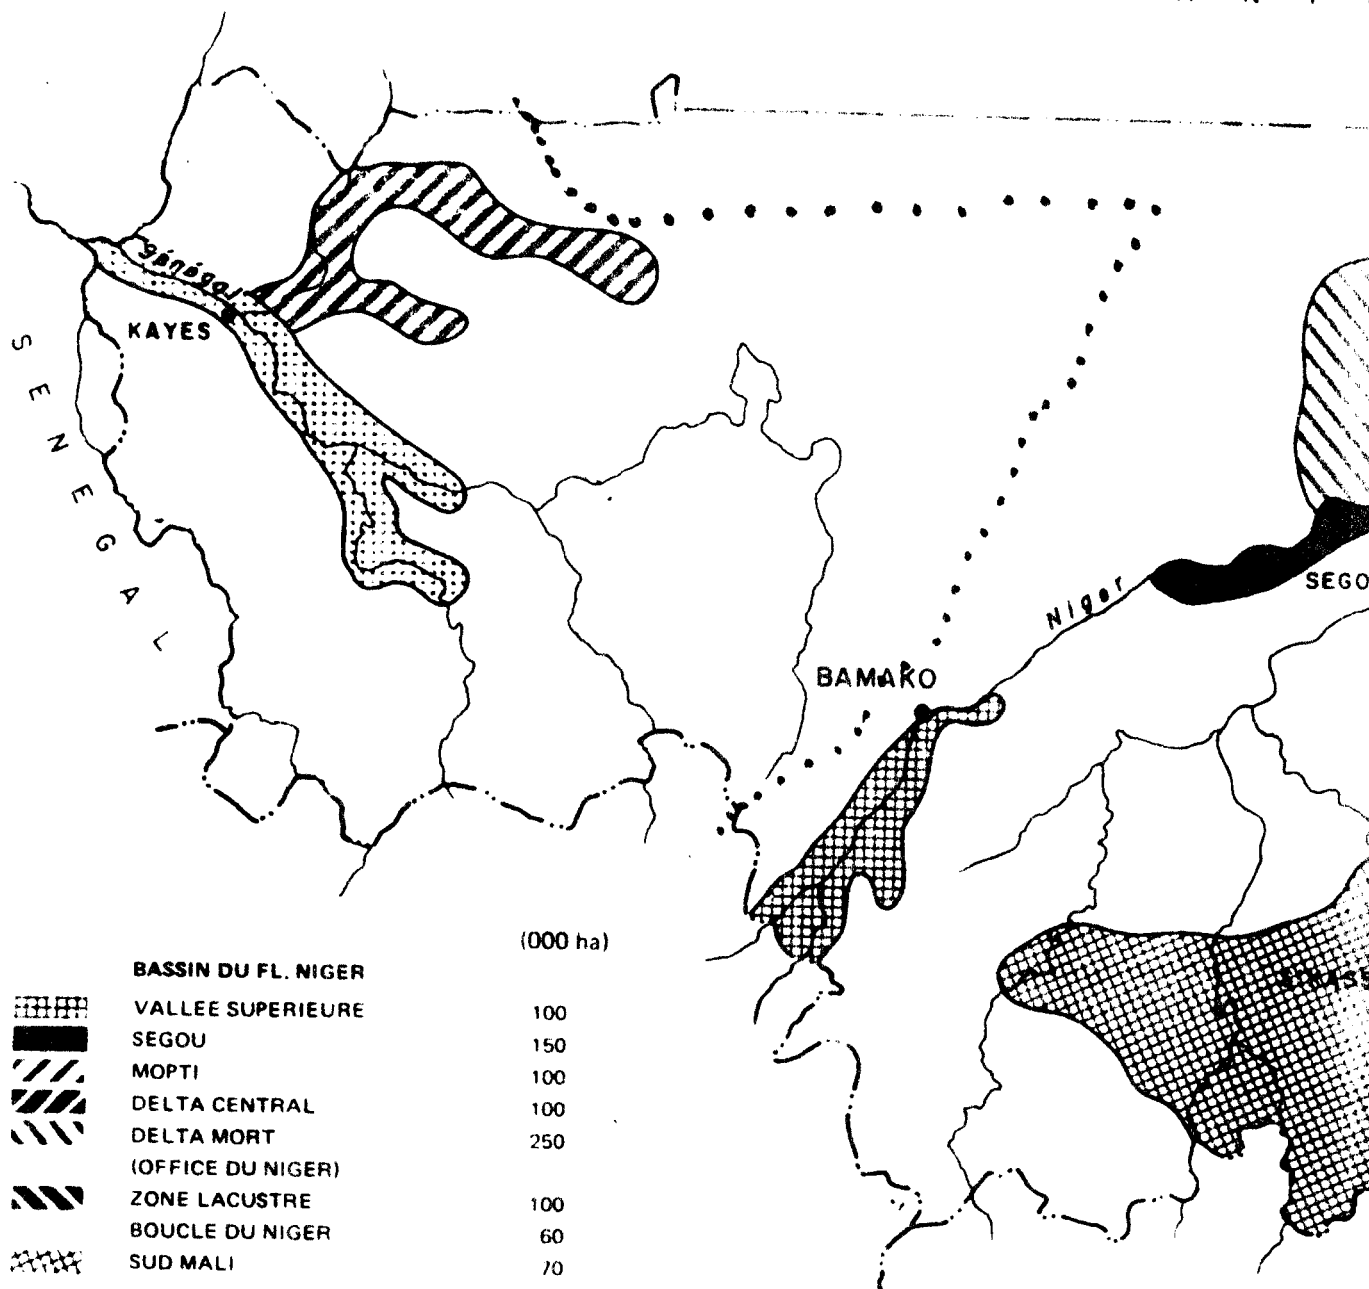 Sénégal
KAYES
SENEGAL
Niger
SEGO
BAMAKO
(000 ha)
BASSIN DU FL. NIGER
VALLEE SUPERIEURE 100
SEGOU 150
MOPTI 100
DELTA CENTRAL 100
DELTA MORT 250
(OFFICE DU NIGER)
ZONE LACUSTRE 100
BOUCLE DU NIGER 60
SUD MALI 70